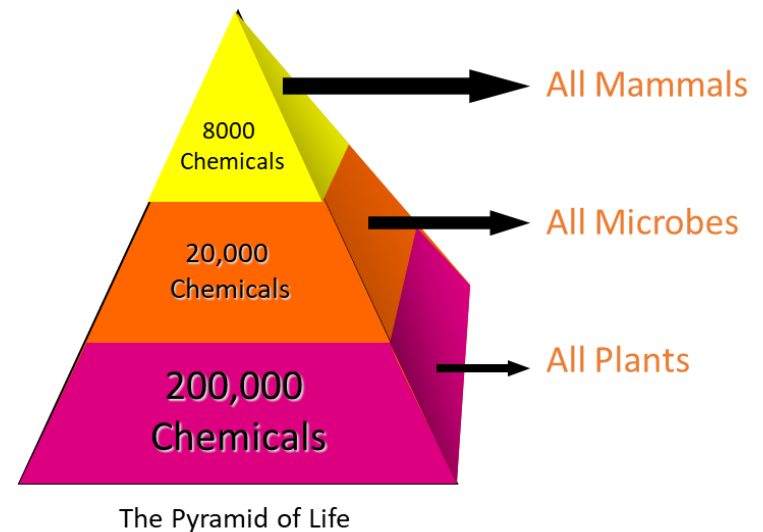 8000
Chemicals
All Mammals
20,000
Chemicals
All Microbes
200,000
Chemicals
All Plants
The Pyramid of Life